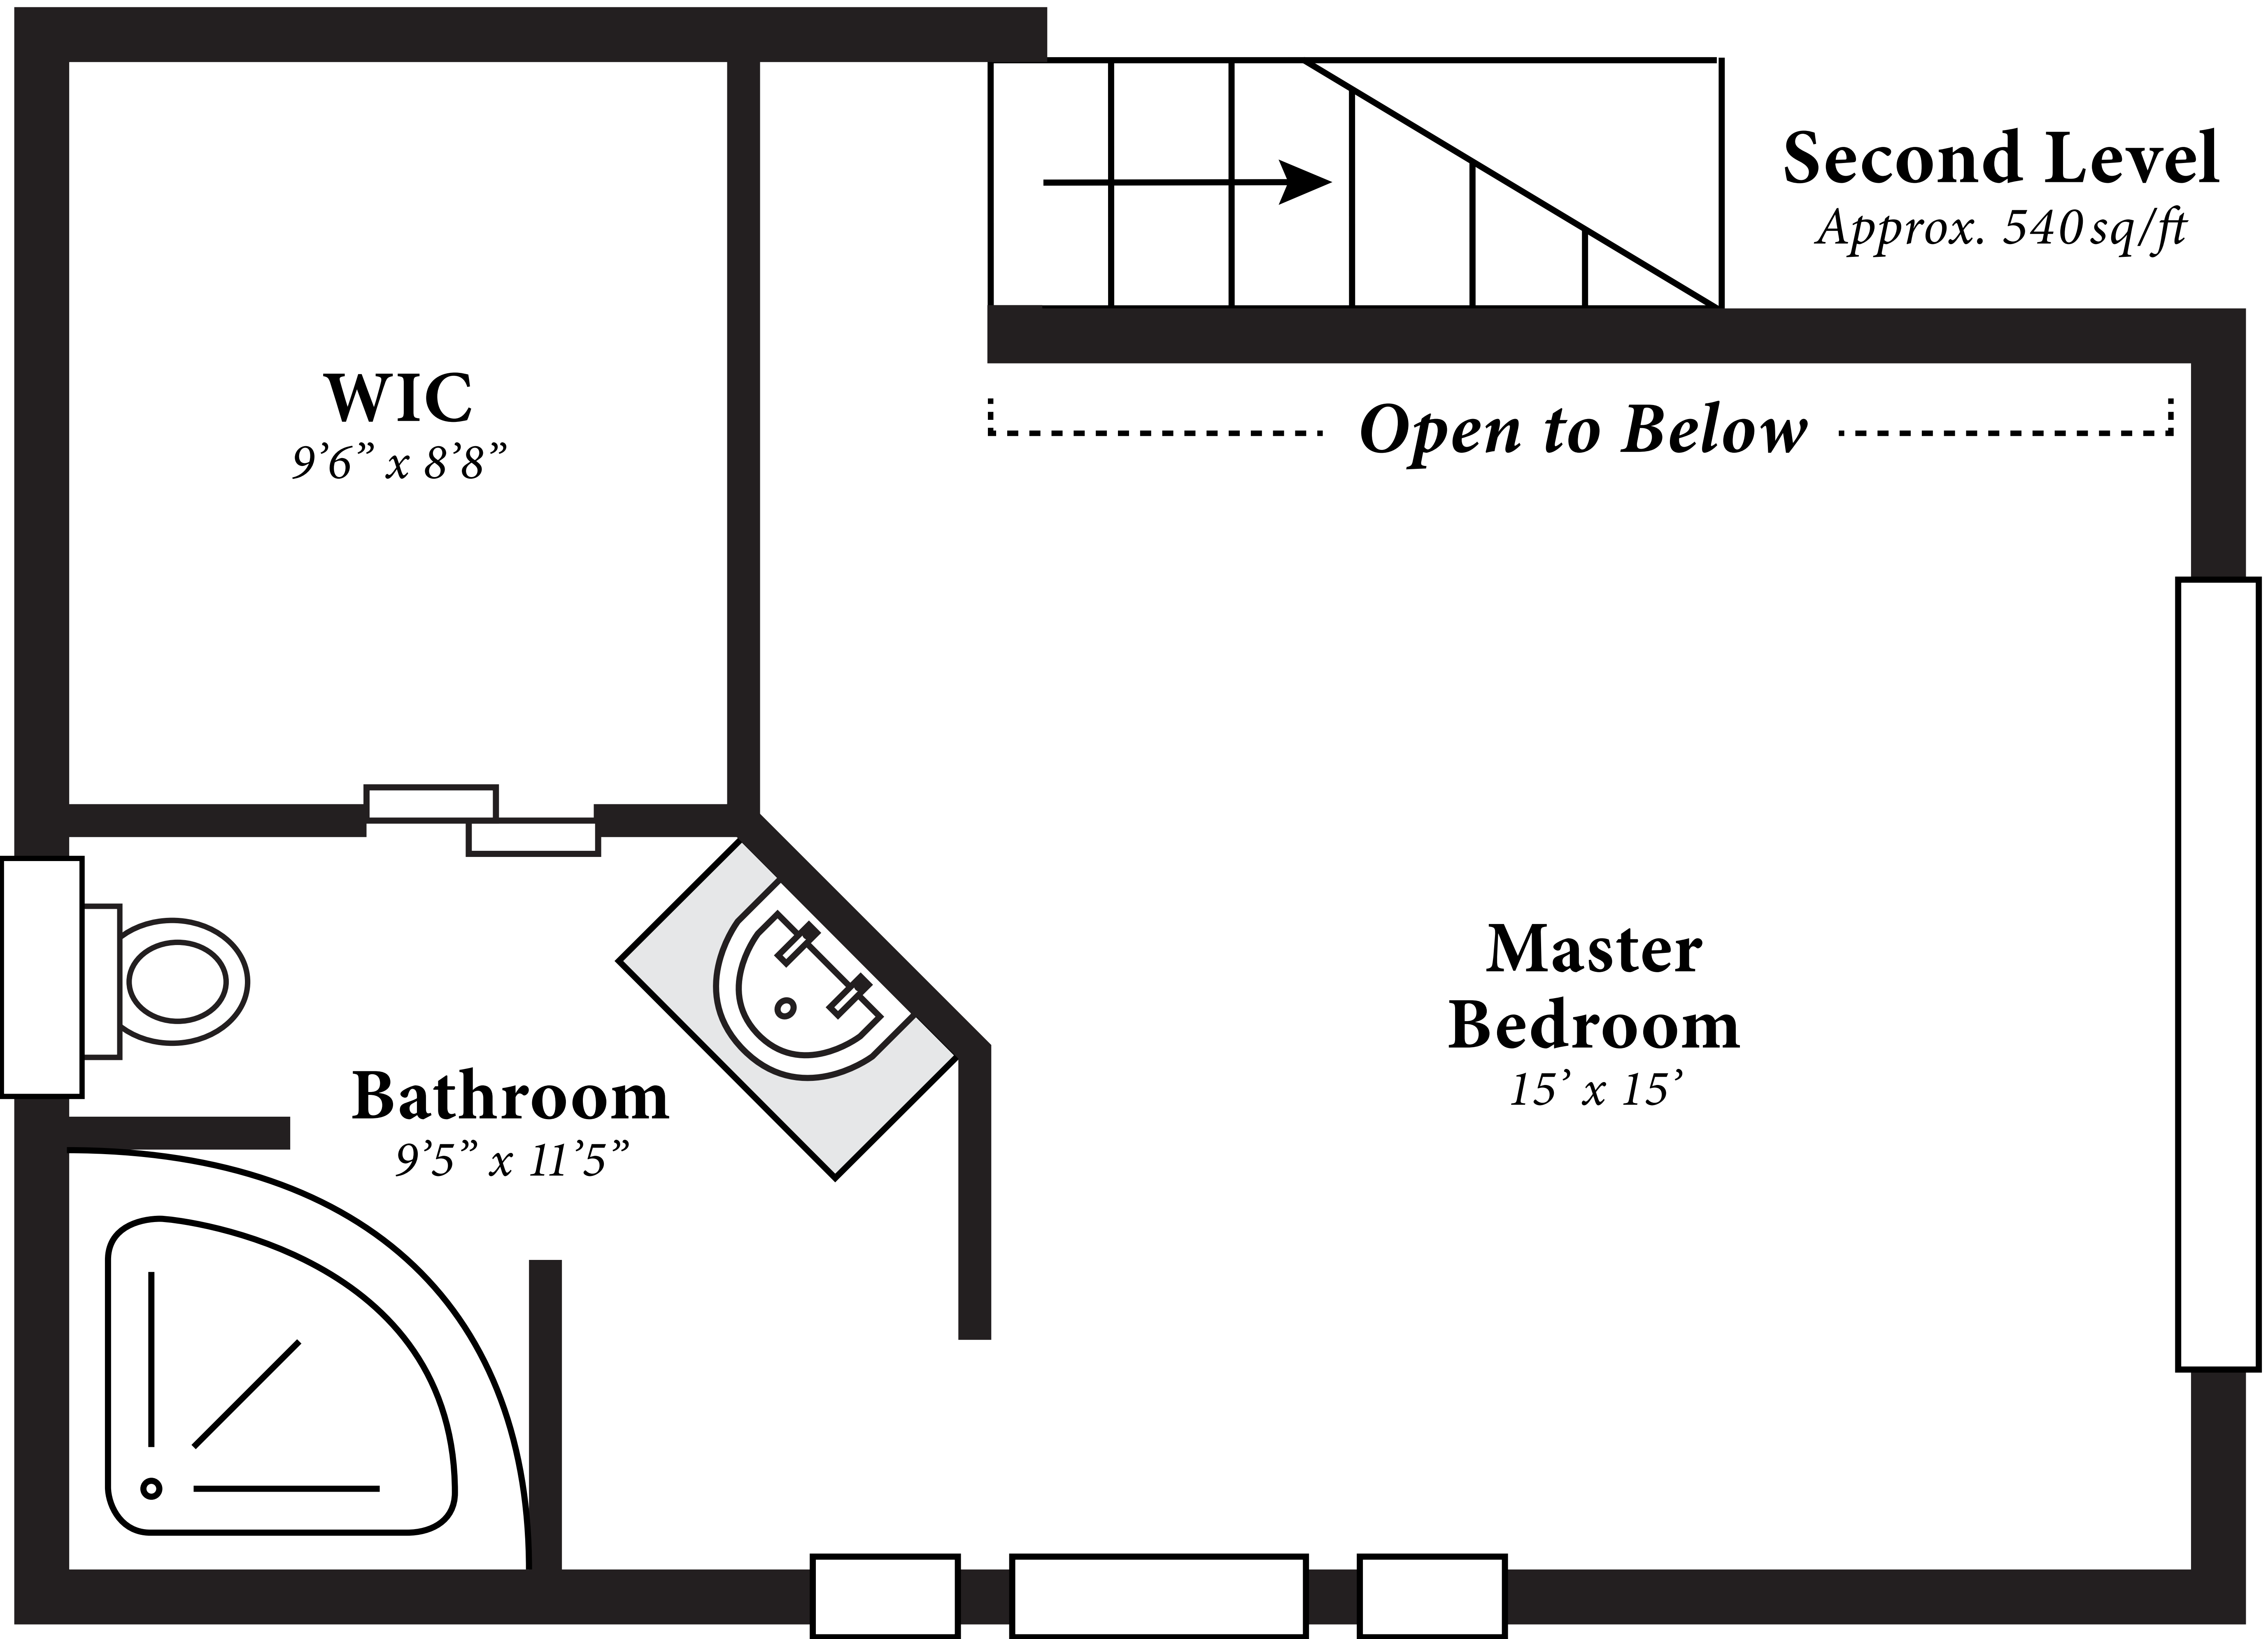 Second Level
Approx. 540 sq/ft
WIC
9’6” x 8’8”
Open to Below
Master
Bedroom
15’ x 15’
Bathroom
9’5” x 11’5”